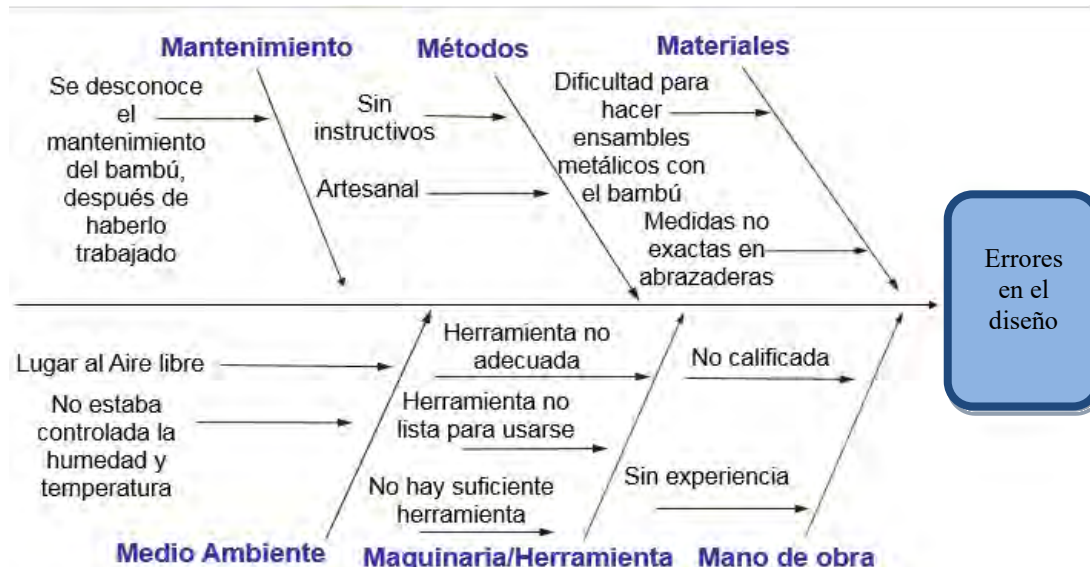 Mantenimiento
Métodos
Materiales
Se desconoce
el
mantenimiento
del bambú,
después de
haberlo
trabajado
Sin
instructivos
Artesanal
Dificultad para
hacer
ensambles
metálicos con
el bambú
Medidas no
exactas en
abrazaderas
Errores
en el
diseño
Lugar al Aire libre
No estaba
controlada la
humedad y
temperatura
Herramienta no
adecuada
Herramienta no
lista para usarse
No hay suficiente
herramienta
No calificada
Sin experiencia
Medio Ambiente
Maquinaria/Herramienta
Mano de obra